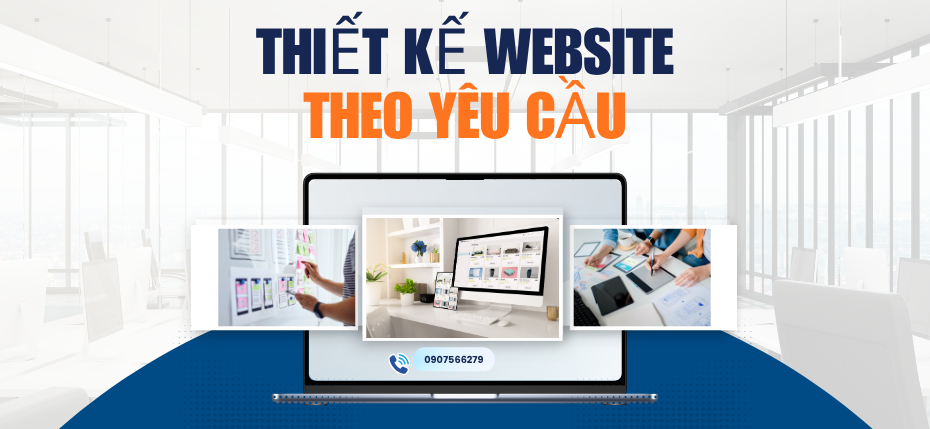 THIẾT KẾ WEBSITE
THEO YÊU CẦU
0907566279